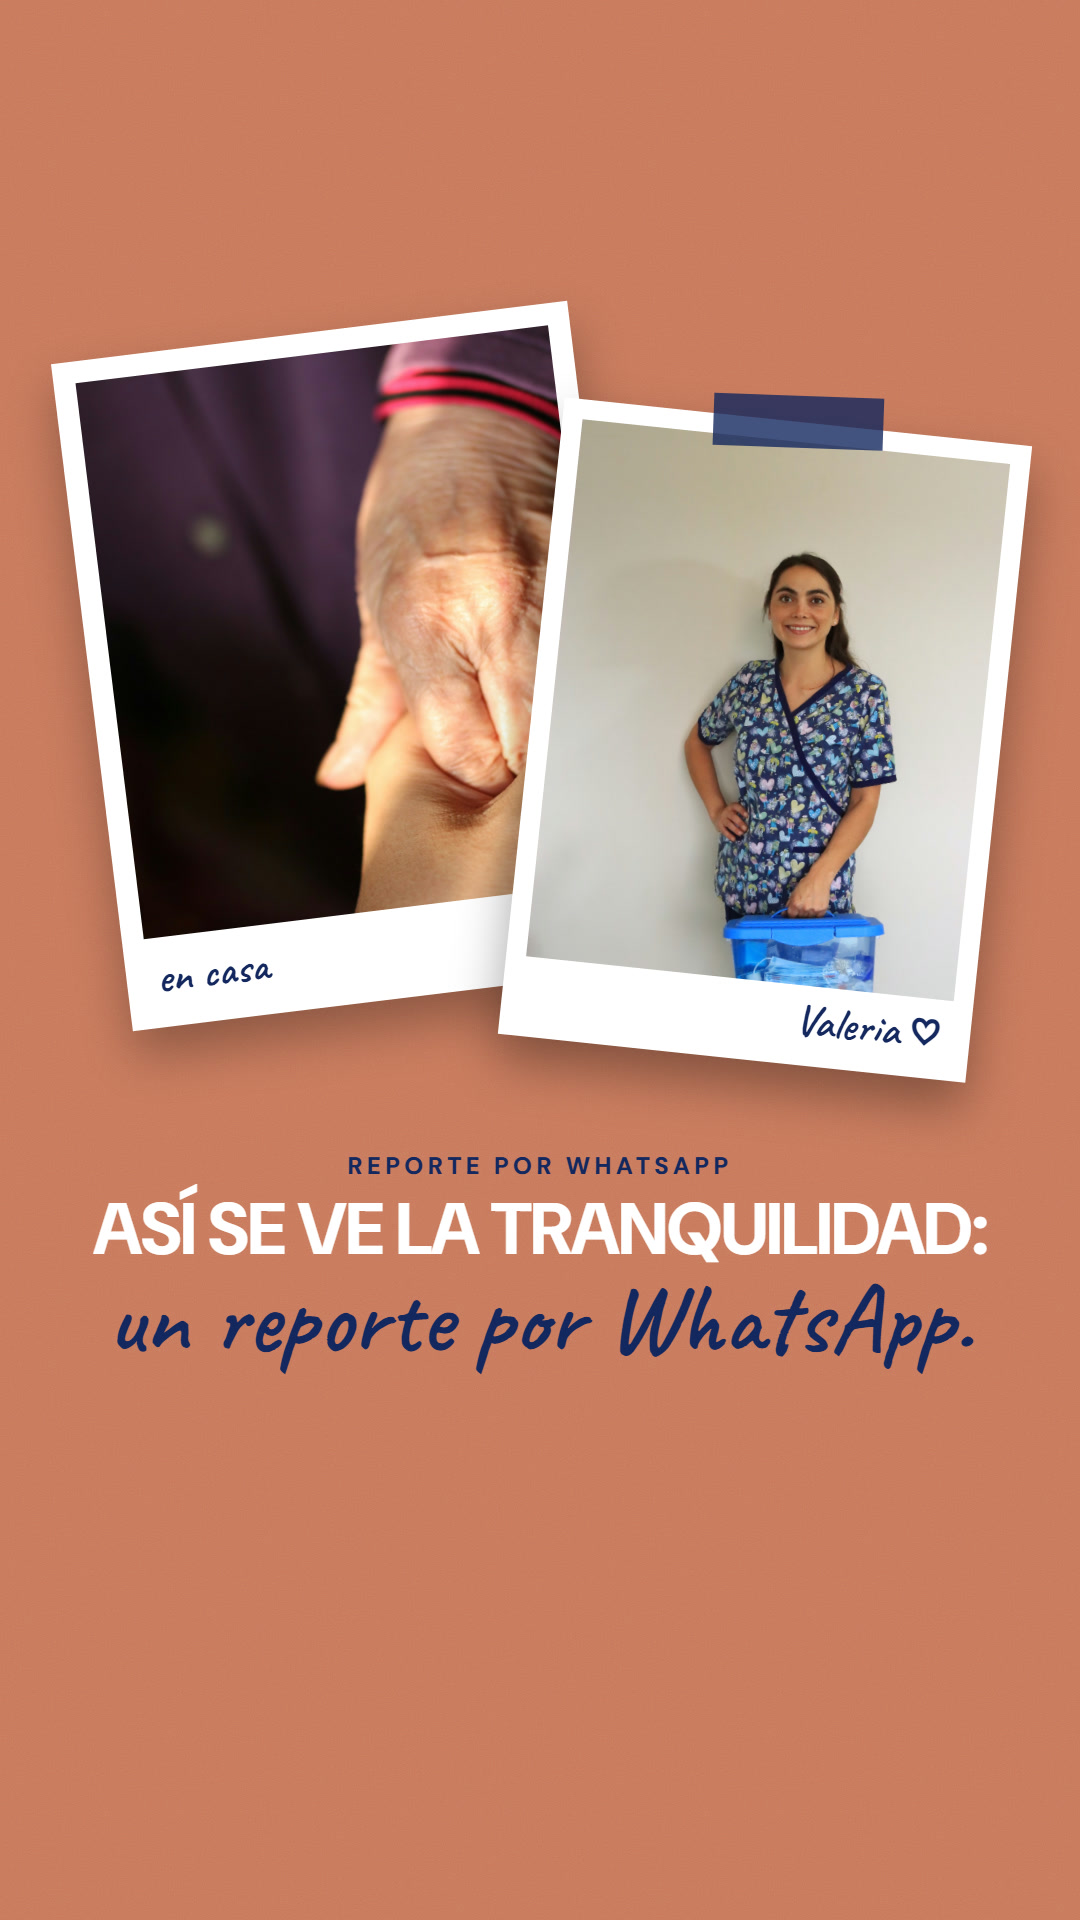 en casa
Valeria ♡
REPORTE POR WHATSAPP
ASÍ SE VE LA TRANQUILIDAD:
un reporte por WhatsApp.